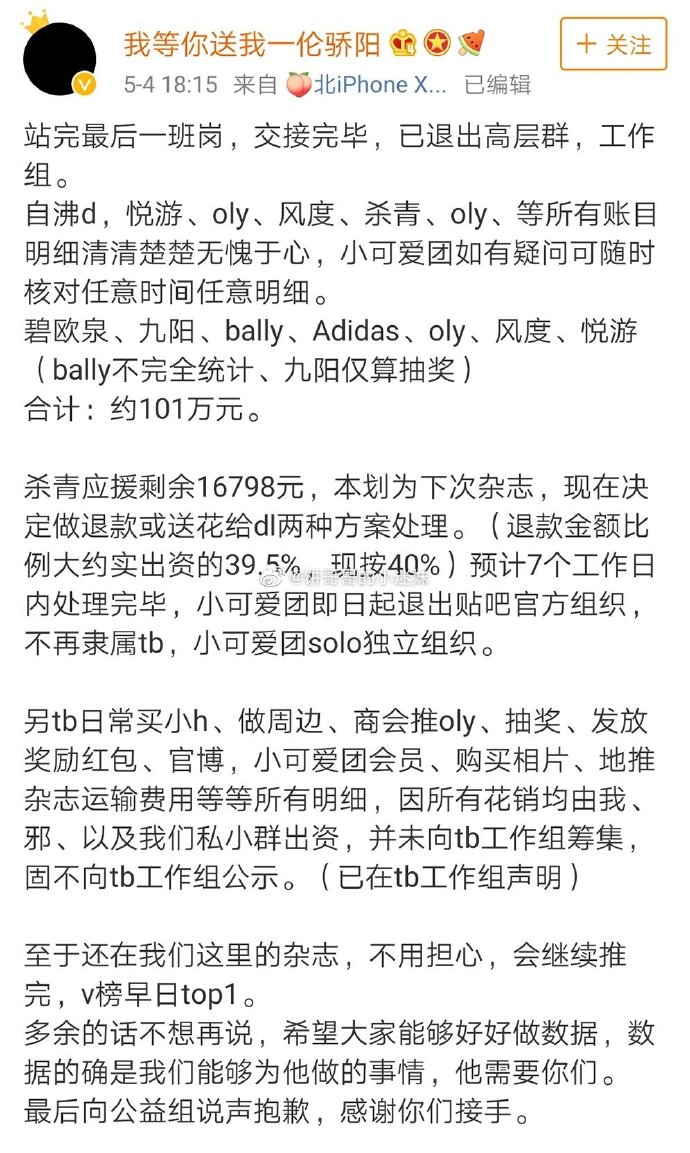 我等你送我一伦骄阳
+ 关注
5-4 18:15 来自 🍑北iPhone X... 已编辑
站完最后一班岗，交接完毕，已退出高层群，工作
组。
自沸d，悦游、oly、风度、杀青、oly、等所有账目
明细清清楚楚无愧于心，小可爱团如有疑问可随时
核对任意时间任意明细。
碧欧泉、九阳、bally、Adidas、oly、风度、悦游
（bally不完全统计、九阳仅算抽奖）
合计：约101万元。
杀青应援剩余16798元，本划为下次杂志，现在决
定做退款或送花给dl两种方案处理。（退款金额比
例大约实出资的39.5%，现按40%）预计7个工作日
内处理完毕，小可爱团即日起退出贴吧官方组织，
不再隶属tb，小可爱团solo独立组织。
另tb日常买小h、做周边、商会推oly、抽奖、发放
奖励红包、官博，小可爱团会员、购买相片、地推
杂志运输费用等等所有明细，因所有花销均由我、
邪、以及我们私小群出资，并未向tb工作组筹集，
固不向tb工作组公示。（已在tb工作组声明）
至于还在我们这里的杂志，不用担心，会继续推
完，v榜早日top1。
多余的话不想再说，希望大家能够好好做数据，数
据的确是我们能够为他做的事情，他需要你们。
最后向公益组说声抱歉，感谢你们接手。